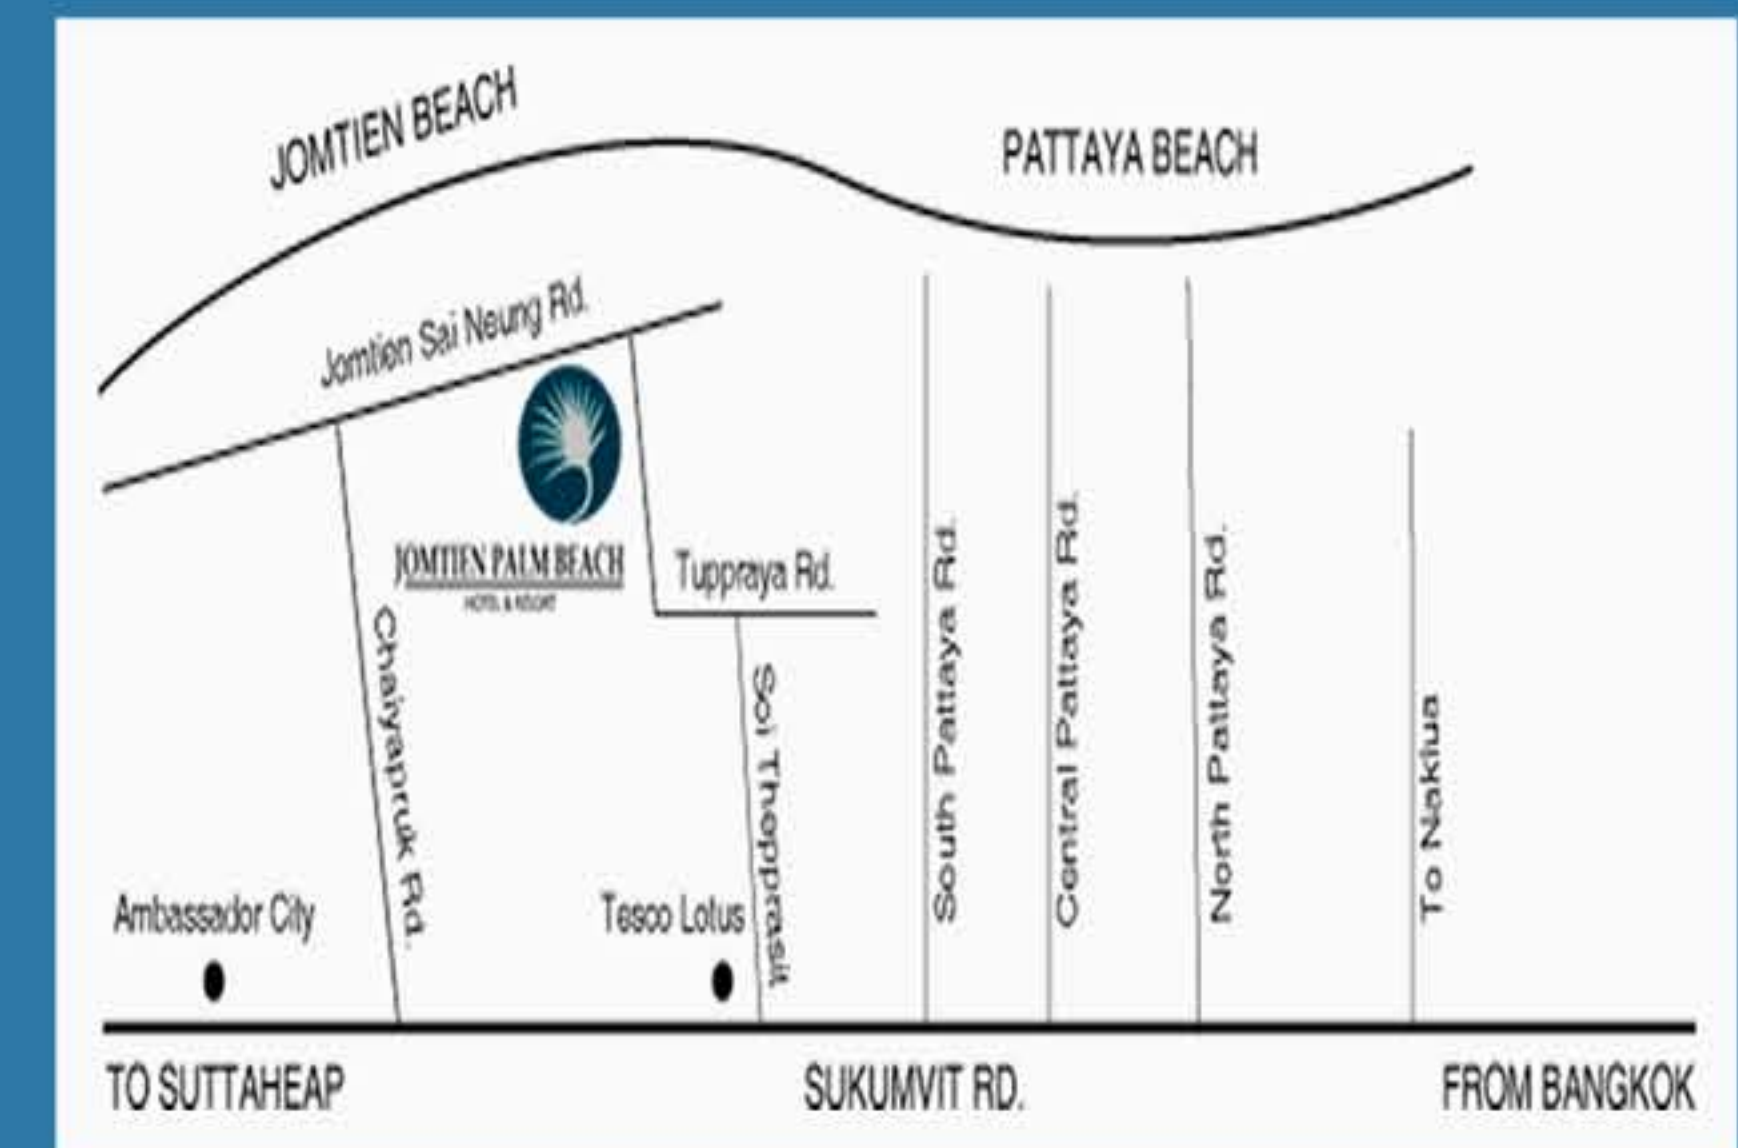 JOMTIEN BEACH
PATTAYA BEACH
Jomtien Sai Neung Rd.
JOMTIEN PALM BEACH
HOTEL & RESORT
Tuppraya Rd.
Chaiyapruk Rd.
Soi Thepprasit
South Pattaya Rd.
Central Pattaya Rd.
North Pattaya Rd.
To Naklua
Ambassador City
Tesco Lotus
TO SUTTAHEAP
SUKUMVIT RD.
FROM BANGKOK